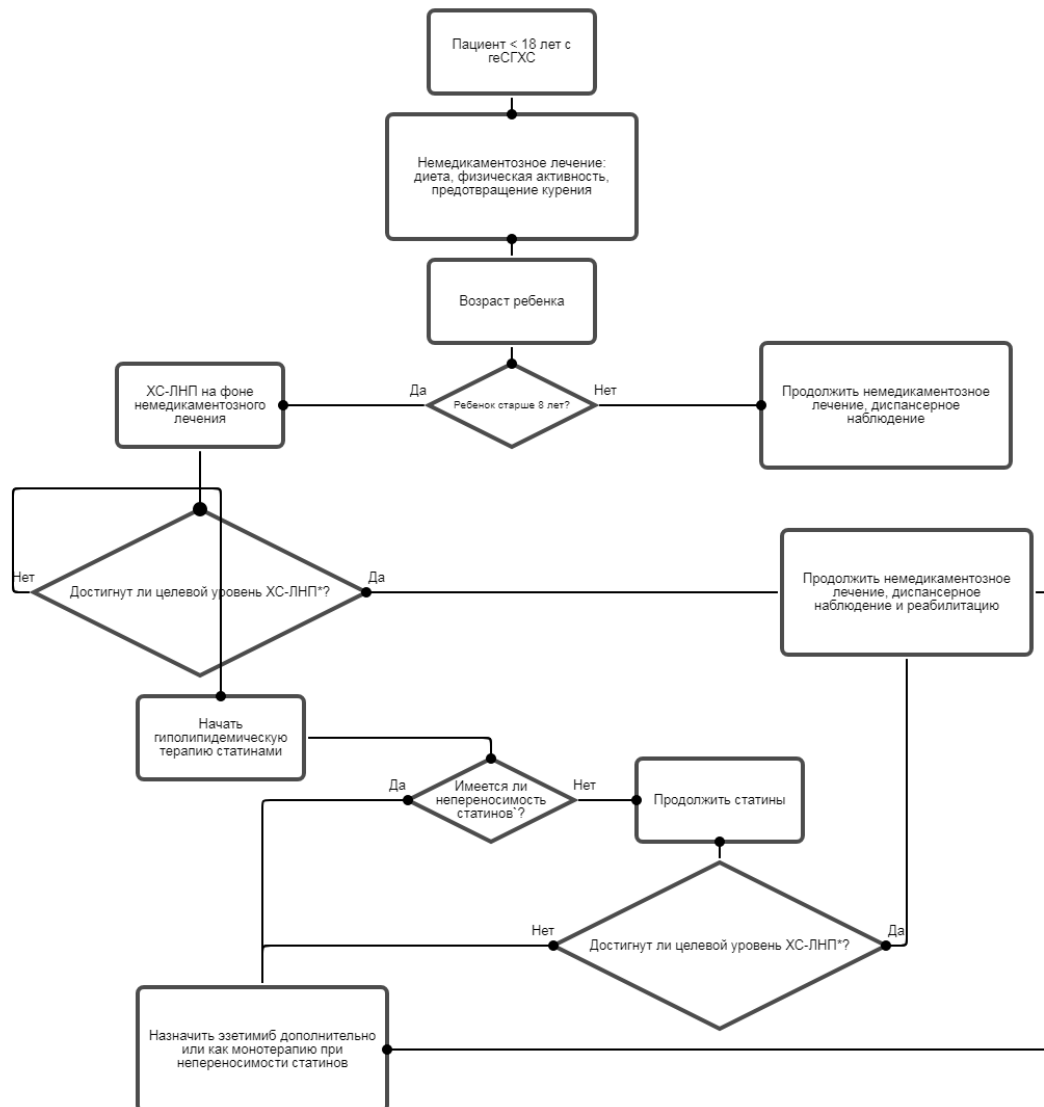 Пациент < 18 лет с
геСГХС
Немедикаментозное лечение:
диета, физическая активность,
предотвращение курения
Возраст ребенка
Ребенок старше 8 лет?
Да
Нет
ХС-ЛНП на фоне
немедикаментозного
лечения
Продолжить немедикаментозное
лечение, диспансерное
наблюдение
Достигнут ли целевой уровень ХС-ЛНП*?
Нет
Да
Продолжить немедикаментозное
лечение, диспансерное
наблюдение и реабилитацию
Начать
гиполипидемическую
терапию статинами
Имеется ли
непереносимость
статинов`?
Да
Нет
Продолжить статины
Достигнут ли целевой уровень ХС-ЛНП*?
Нет
Да
Назначить эзетимиб дополнительно
или как монотерапию при
непереносимости статинов